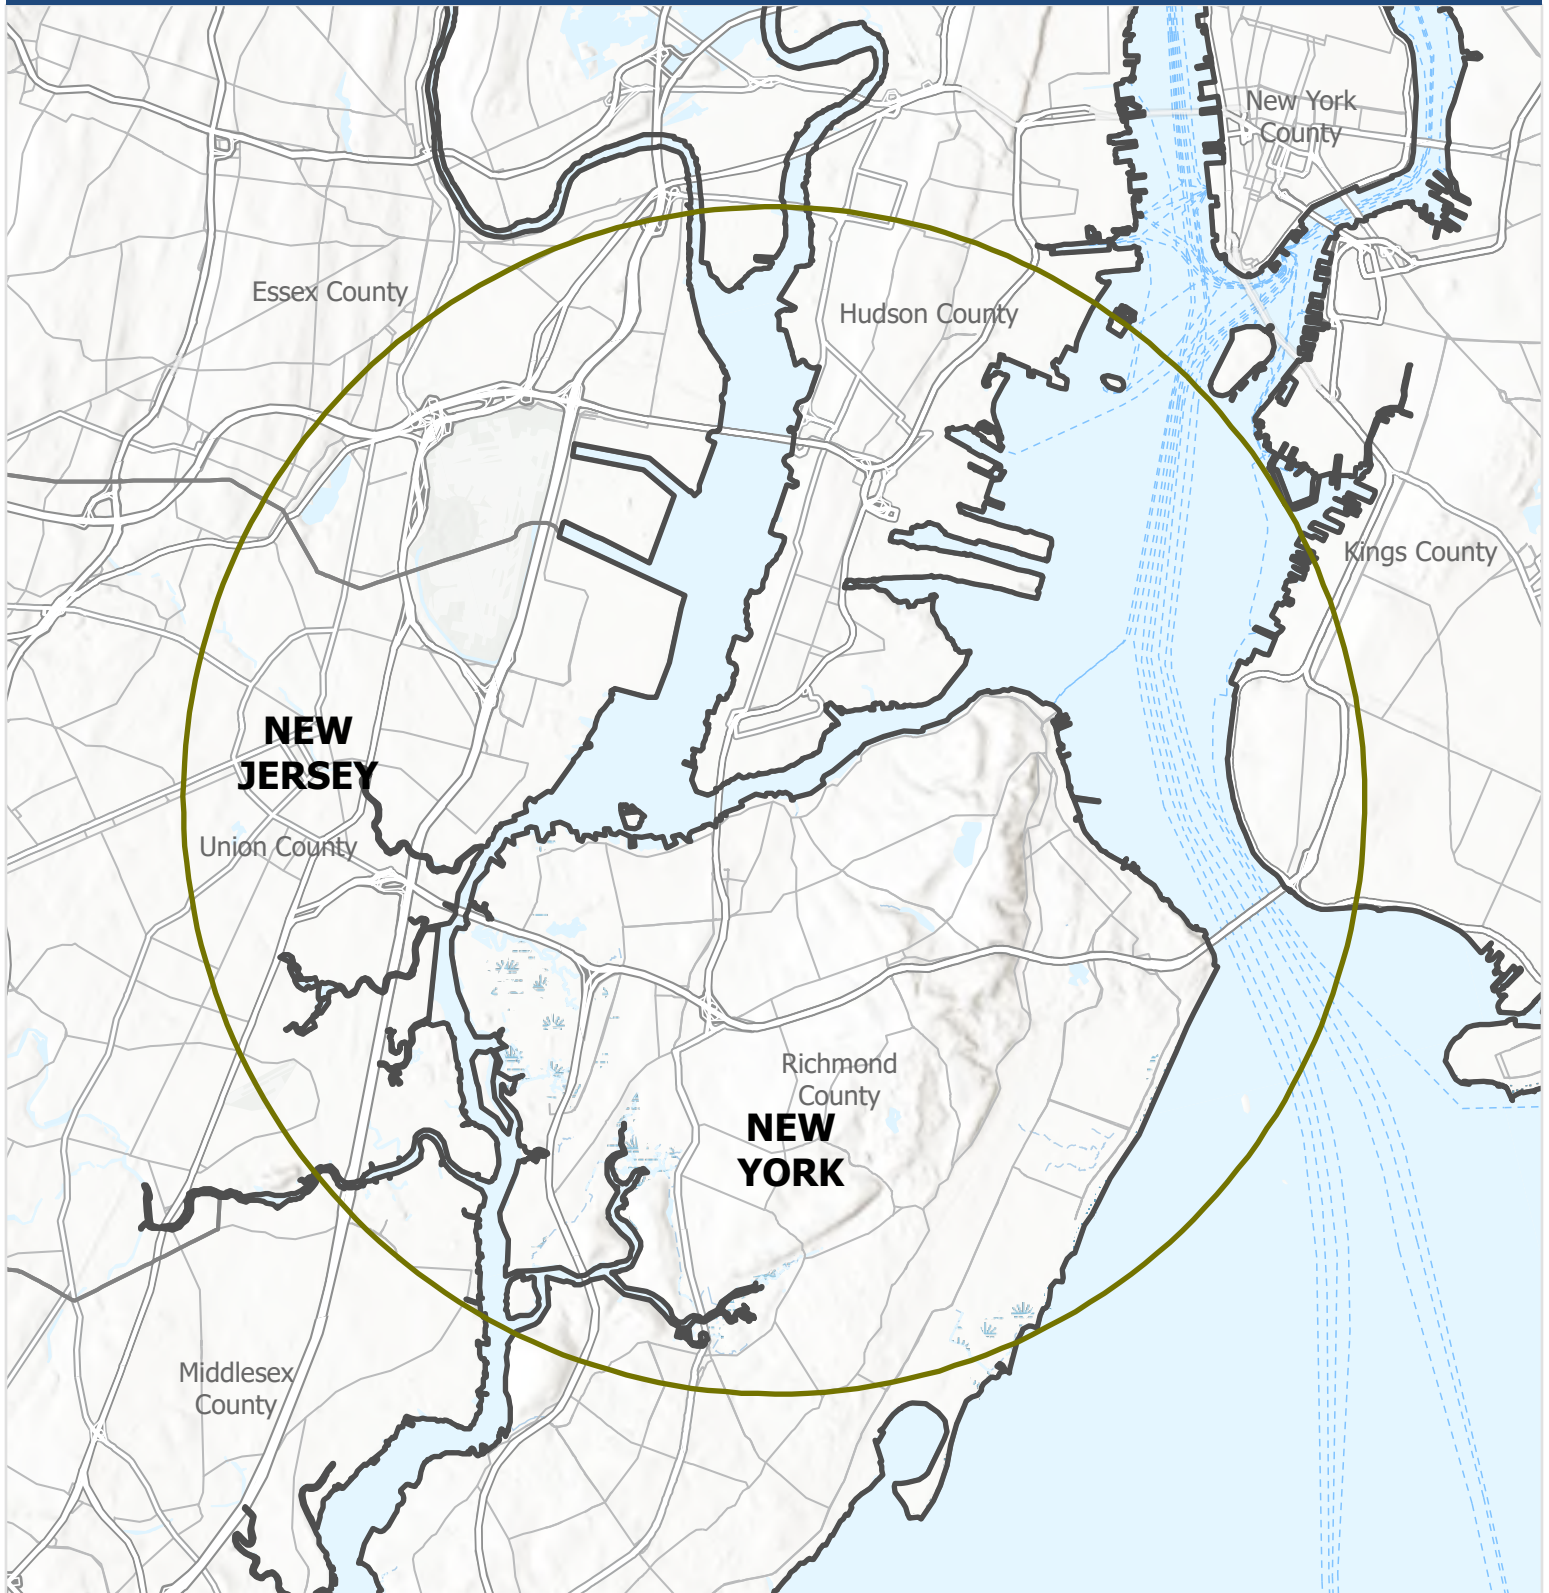 New York
County
Essex County
Hudson County
Kings County
NEW
JERSEY
Union County
Richmond
County
NEW
YORK
Middlesex
County